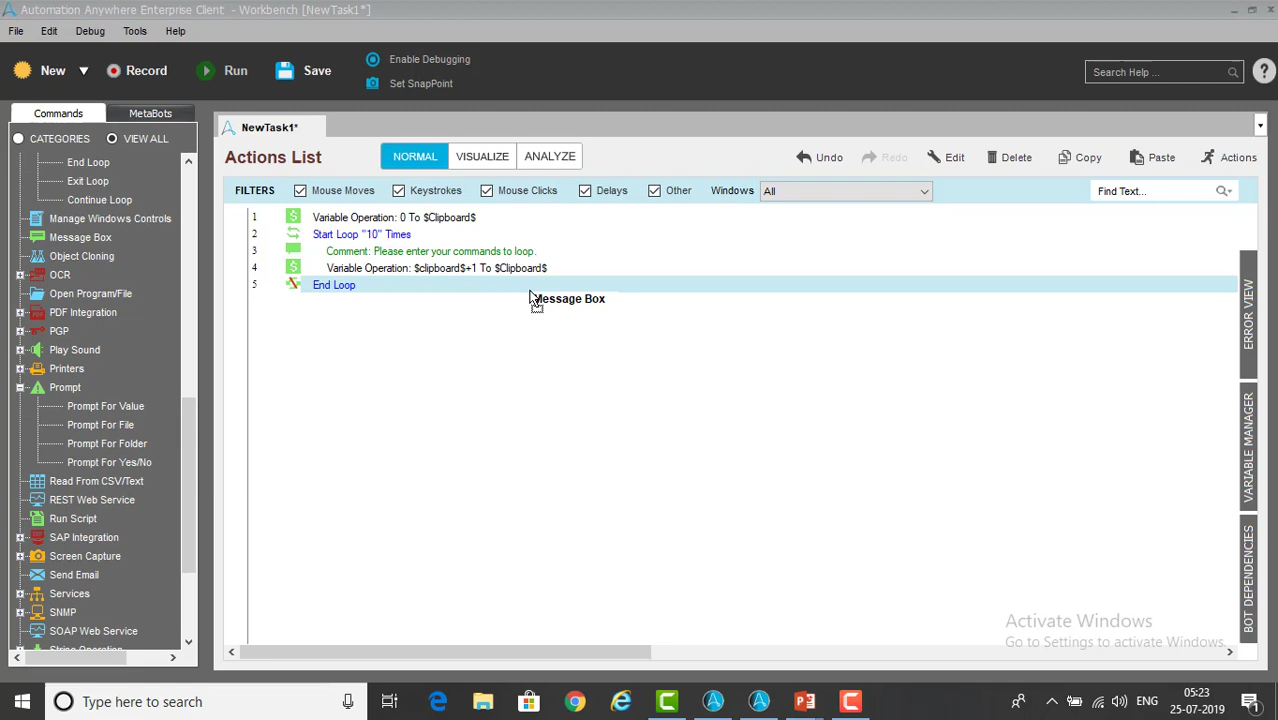 Automation Anywhere Enterprise Client - Workbench [NewTask1*]
File Edit Debug Tools Help
New Record Run Save
Enable Debugging
Set SnapPoint
Search Help ...
Commands MetaBots
CATEGORIES VIEW ALL
End Loop
Exit Loop
Continue Loop
Manage Windows Controls
Message Box
Object Cloning
OCR
Open Program/File
PDF Integration
PGP
Play Sound
Printers
Prompt
Prompt For Value
Prompt For File
Prompt For Folder
Prompt For Yes/No
Read From CSV/Text
REST Web Service
Run Script
SAP Integration
Screen Capture
Send Email
Services
SNMP
SOAP Web Service
String Operation
NewTask1*
Actions List NORMAL VISUALIZE ANALYZE Undo Redo Edit Delete Copy Paste Actions
FILTERS Mouse Moves Keystrokes Mouse Clicks Delays Other Windows All Find Text...
1 Variable Operation: 0 To $Clipboard$
2 Start Loop "10" Times
3 Comment: Please enter your commands to loop.
4 Variable Operation: $clipboard$+1 To $Clipboard$
5 End Loop
Message Box
ERROR VIEW
VARIABLE MANAGER
BOT DEPENDENCIES
Activate Windows
Go to Settings to activate Windows.
Type here to search
ENG
05:23
25-07-2019
1